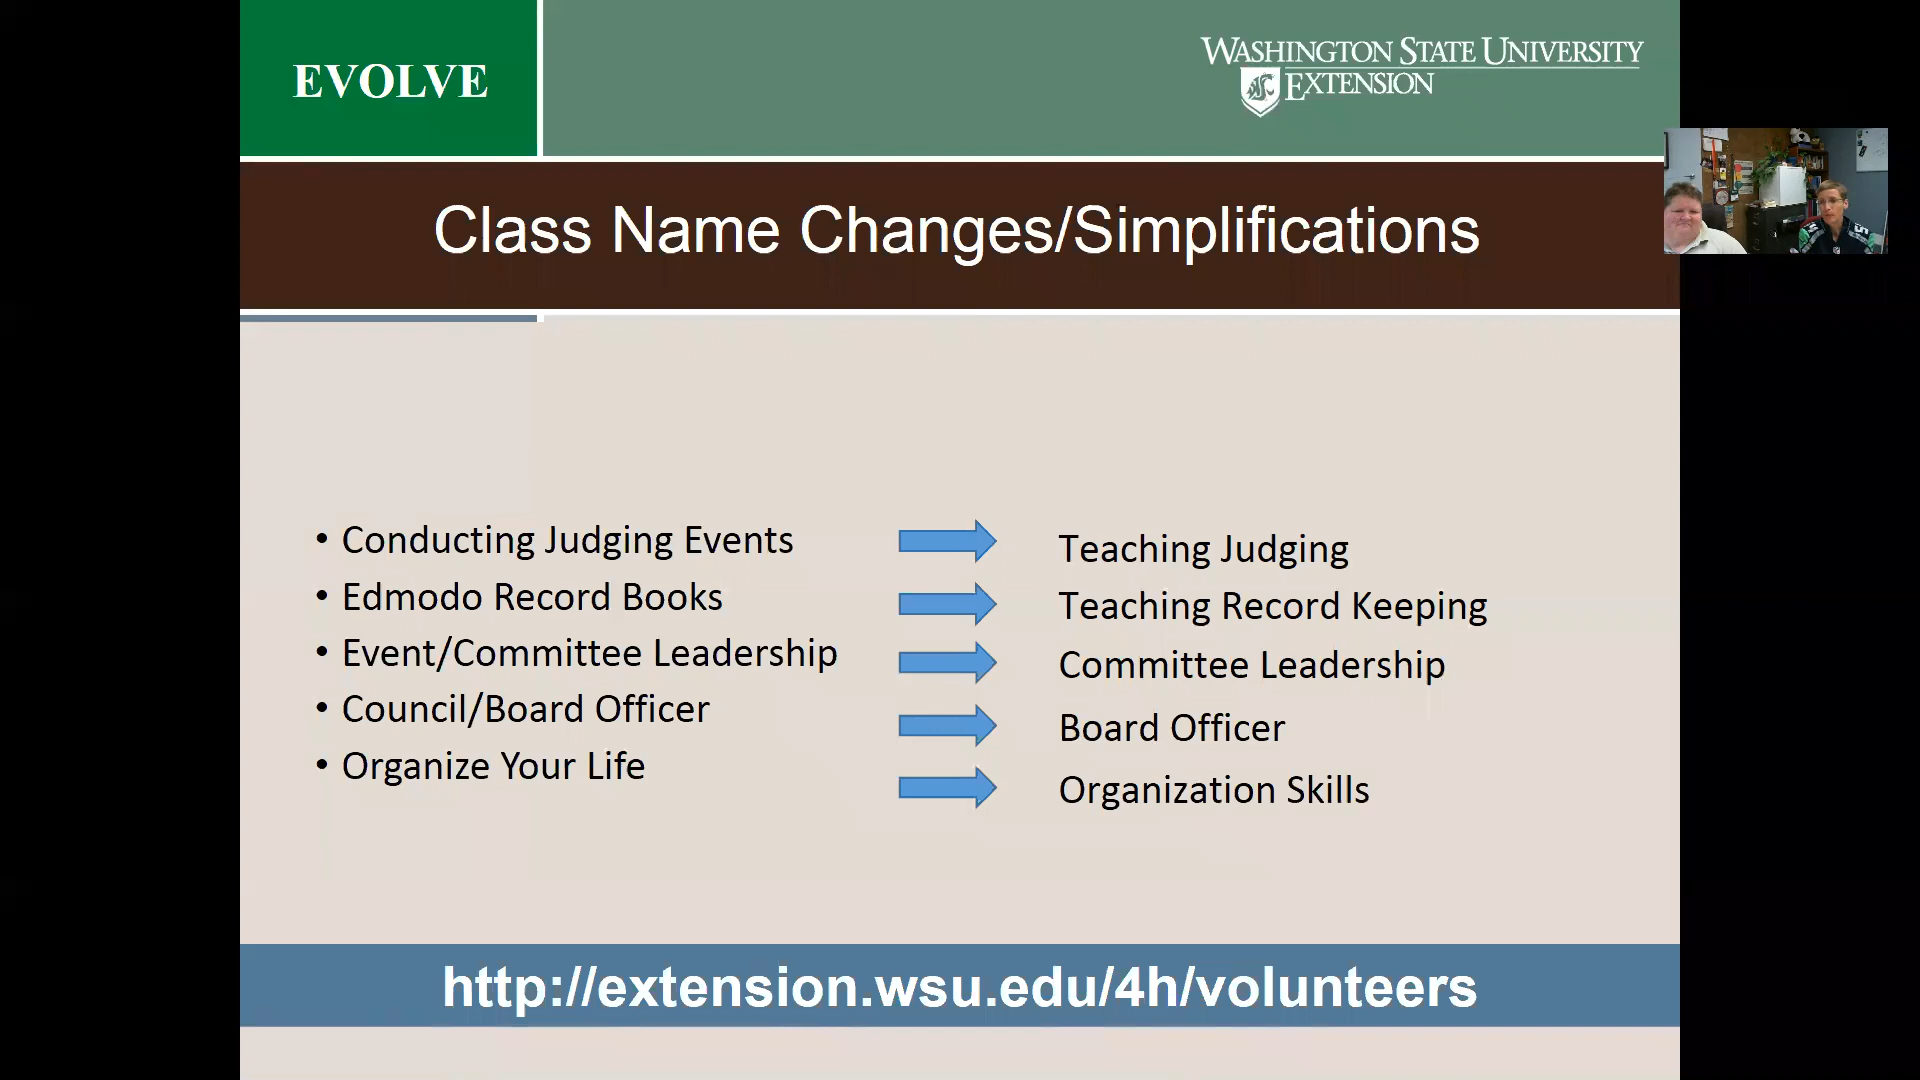 EVOLVE
WASHINGTON STATE UNIVERSITY
EXTENSION
Class Name Changes/Simplifications
• Conducting Judging Events
Teaching Judging
• Edmodo Record Books
Teaching Record Keeping
• Event/Committee Leadership
Committee Leadership
• Council/Board Officer
Board Officer
• Organize Your Life
Organization Skills
http://extension.wsu.edu/4h/volunteers